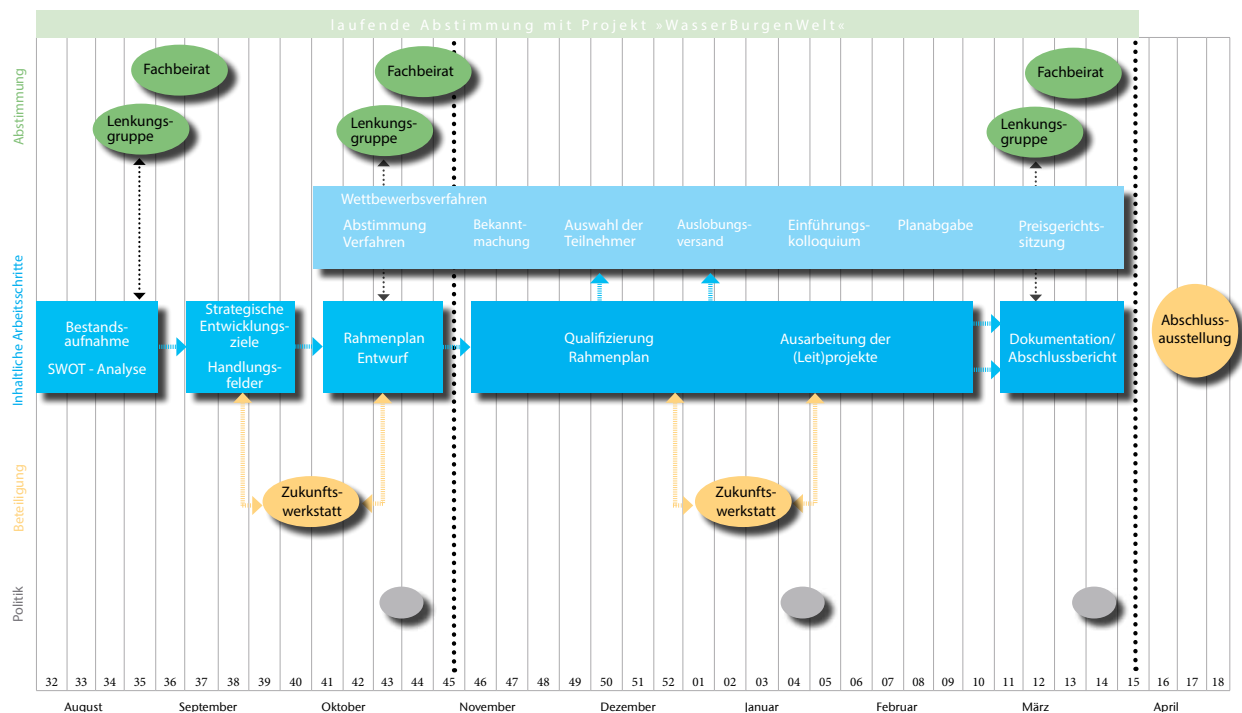 laufende Abstimmung mit Projekt »WasserBurgenWelt«
Abstimmung
Fachbeirat
Fachbeirat
Fachbeirat
Lenkungs-
gruppe
Lenkungs-
gruppe
Lenkungs-
gruppe
Wettbewerbsverfahren
Abstimmung
Verfahren
Bekannt-
machung
Auswahl der
Teilnehmer
Auslobungs-
versand
Einführungs-
kolloquium
Planabgabe
Preisgerichts-
sitzung
Inhaltliche Arbeitsschritte
Bestands-
aufnahme
SWOT - Analyse
Strategische
Entwicklungs-
ziele
Handlungs-
felder
Rahmenplan
Entwurf
Qualifizierung
Rahmenplan
Ausarbeitung der
(Leit)projekte
Dokumentation/
Abschlussbericht
Abschluss-
ausstellung
Beteiligung
Zukunfts-
werkstatt
Zukunfts-
werkstatt
Politik
32 33 34 35 36 37 38 39 40 41 42 43 44 45 46 47 48 49 50 51 52 01 02 03 04 05 06 07 08 09 10 11 12 13 14 15 16 17 18
August September Oktober November Dezember Januar Februar März April